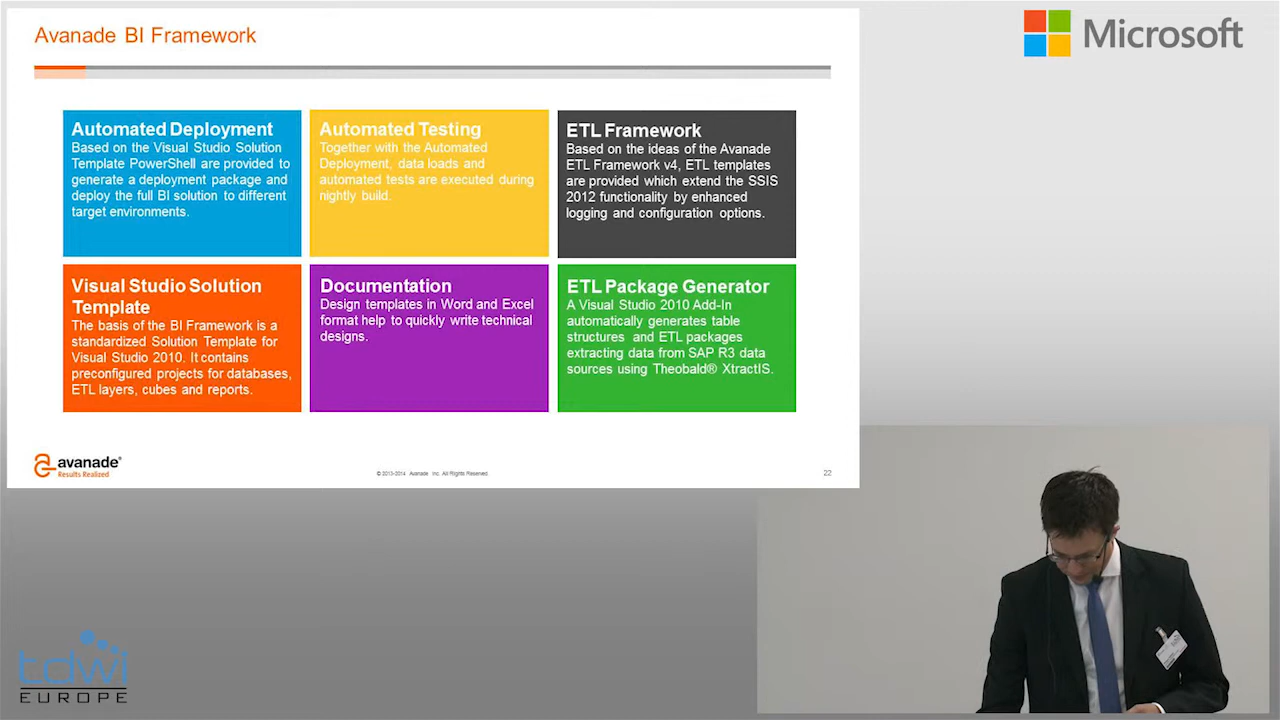 Avanade BI Framework
Microsoft
Automated Deployment
Based on the Visual Studio Solution
Template PowerShell are provided to
generate a deployment package and
deploy the full BI solution to different
target environments.
Automated Testing
Together with the Automated
Deployment, data loads and
automated tests are executed during
nightly build.
ETL Framework
Based on the ideas of the Avanade
ETL Framework v4, ETL templates
are provided which extend the SSIS
2012 functionality by enhanced
logging and configuration options.
Visual Studio Solution
Template
The basis of the BI Framework is a
standardized Solution Template for
Visual Studio 2010. It contains
preconfigured projects for databases,
ETL layers, cubes and reports.
Documentation
Design templates in Word and Excel
format help to quickly write technical
designs.
ETL Package Generator
A Visual Studio 2010 Add-In
automatically generates table
structures and ETL packages
extracting data from SAP R3 data
sources using Theobald® XtractIS.
avanade®
Results Realized
© 2013-2014 Avanade Inc. All Rights Reserved.
22
tdwi
EUROPE